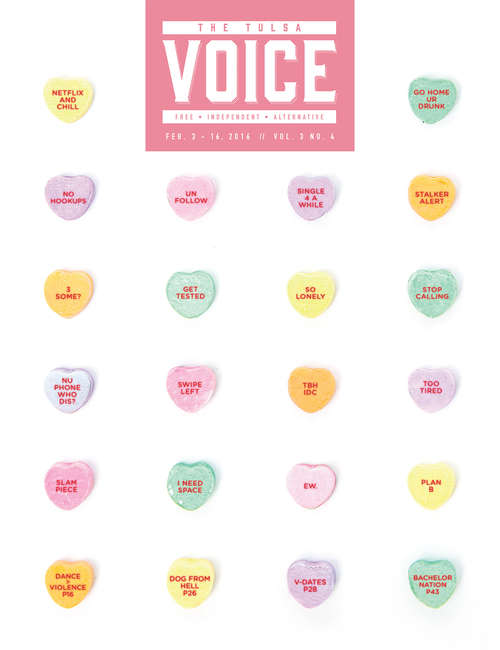 THE TULSA
VOICE
FREE • INDEPENDENT • ALTERNATIVE
FEB. 3 - 16, 2016 // VOL. 3 NO. 4
NETFLIX
AND
CHILL
GO HOME
UR
DRUNK
NO
HOOKUPS
UN
FOLLOW
SINGLE
4 A
WHILE
STALKER
ALERT
3
SOME?
GET
TESTED
SO
LONELY
STOP
CALLING
NU
PHONE
WHO
DIS?
SWIPE
LEFT
TBH
IDC
TOO
TIRED
SLAM
PIECE
I NEED
SPACE
EW.
PLAN
B
DANCE
>
VIOLENCE
P16
DOG FROM
HELL
P26
V-DATES
P28
BACHELOR
NATION
P43